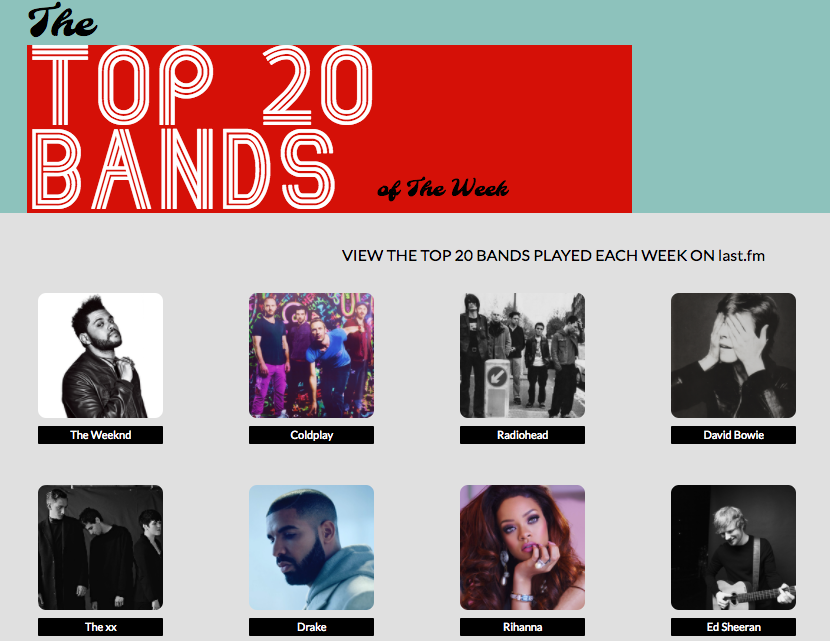 The
TOP 20
BANDS
of The Week
VIEW THE TOP 20 BANDS PLAYED EACH WEEK ON last.fm
The Weeknd
Coldplay
Radiohead
David Bowie
The xx
Drake
Rihanna
Ed Sheeran